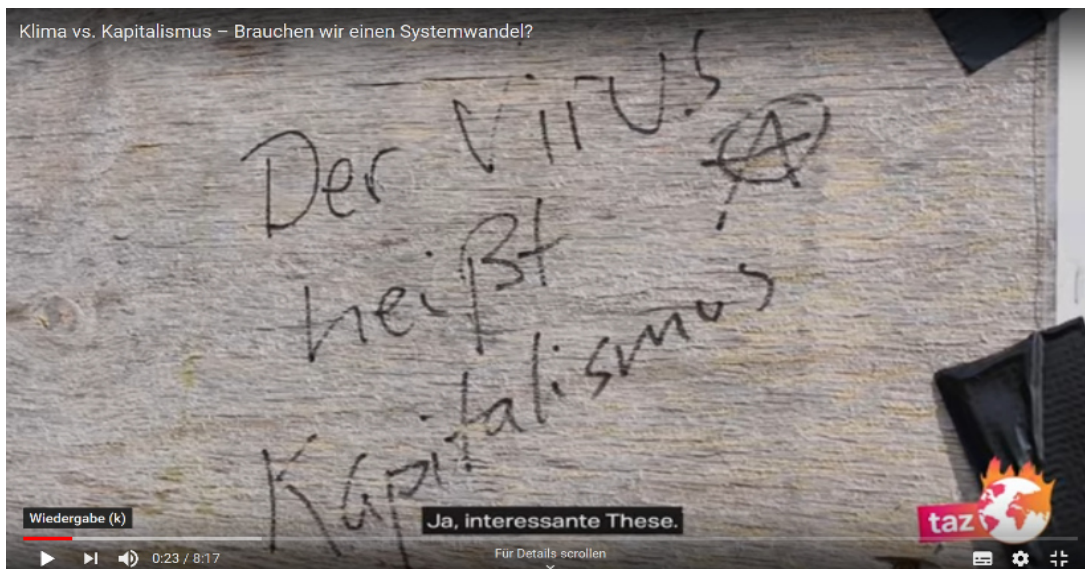 Klima vs. Kapitalismus – Brauchen wir einen Systemwandel?
Der Virus
heißt
Kapitalismus
Wiedergabe (k)
Ja, interessante These.
taz
0:23 / 8:17
Für Details scrollen